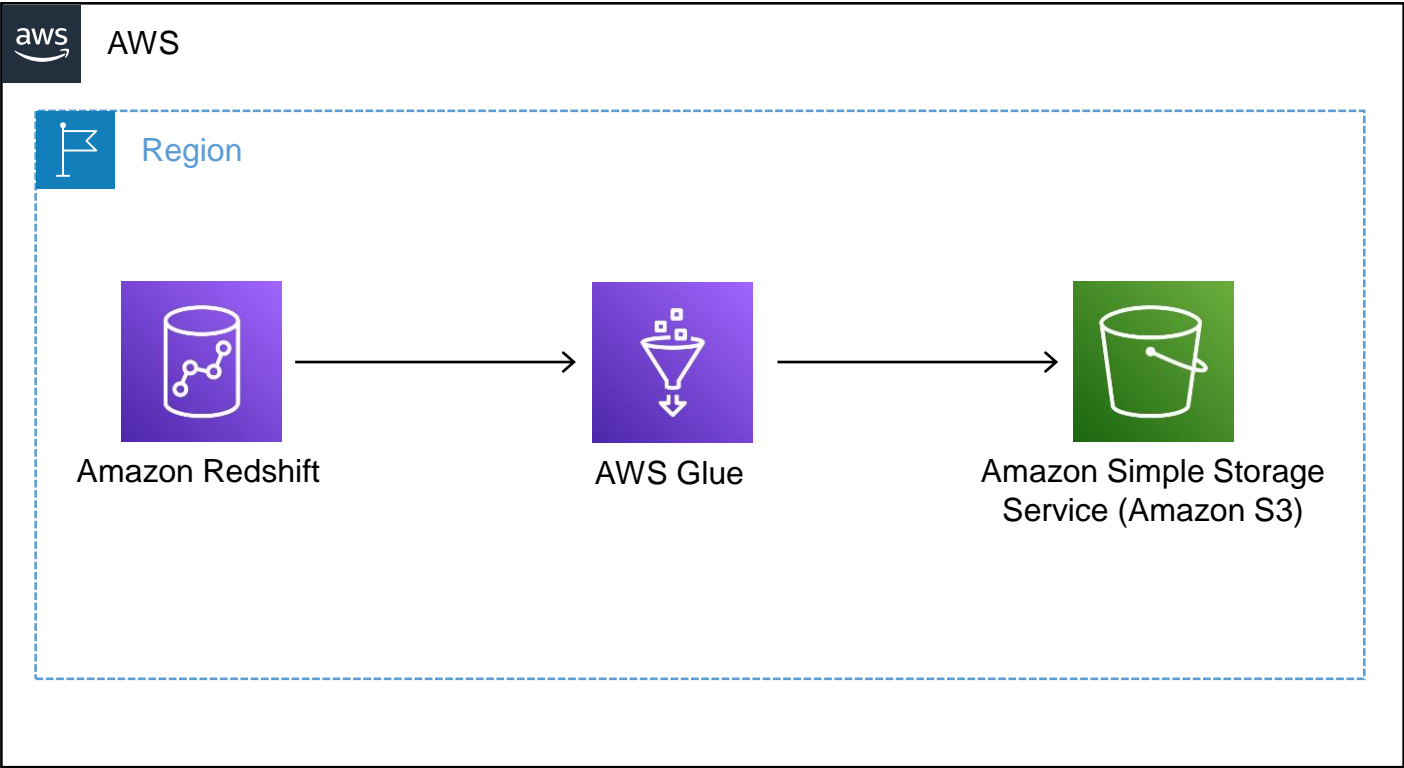 aws
AWS
Region
Amazon Redshift
AWS Glue
Amazon Simple Storage
Service (Amazon S3)